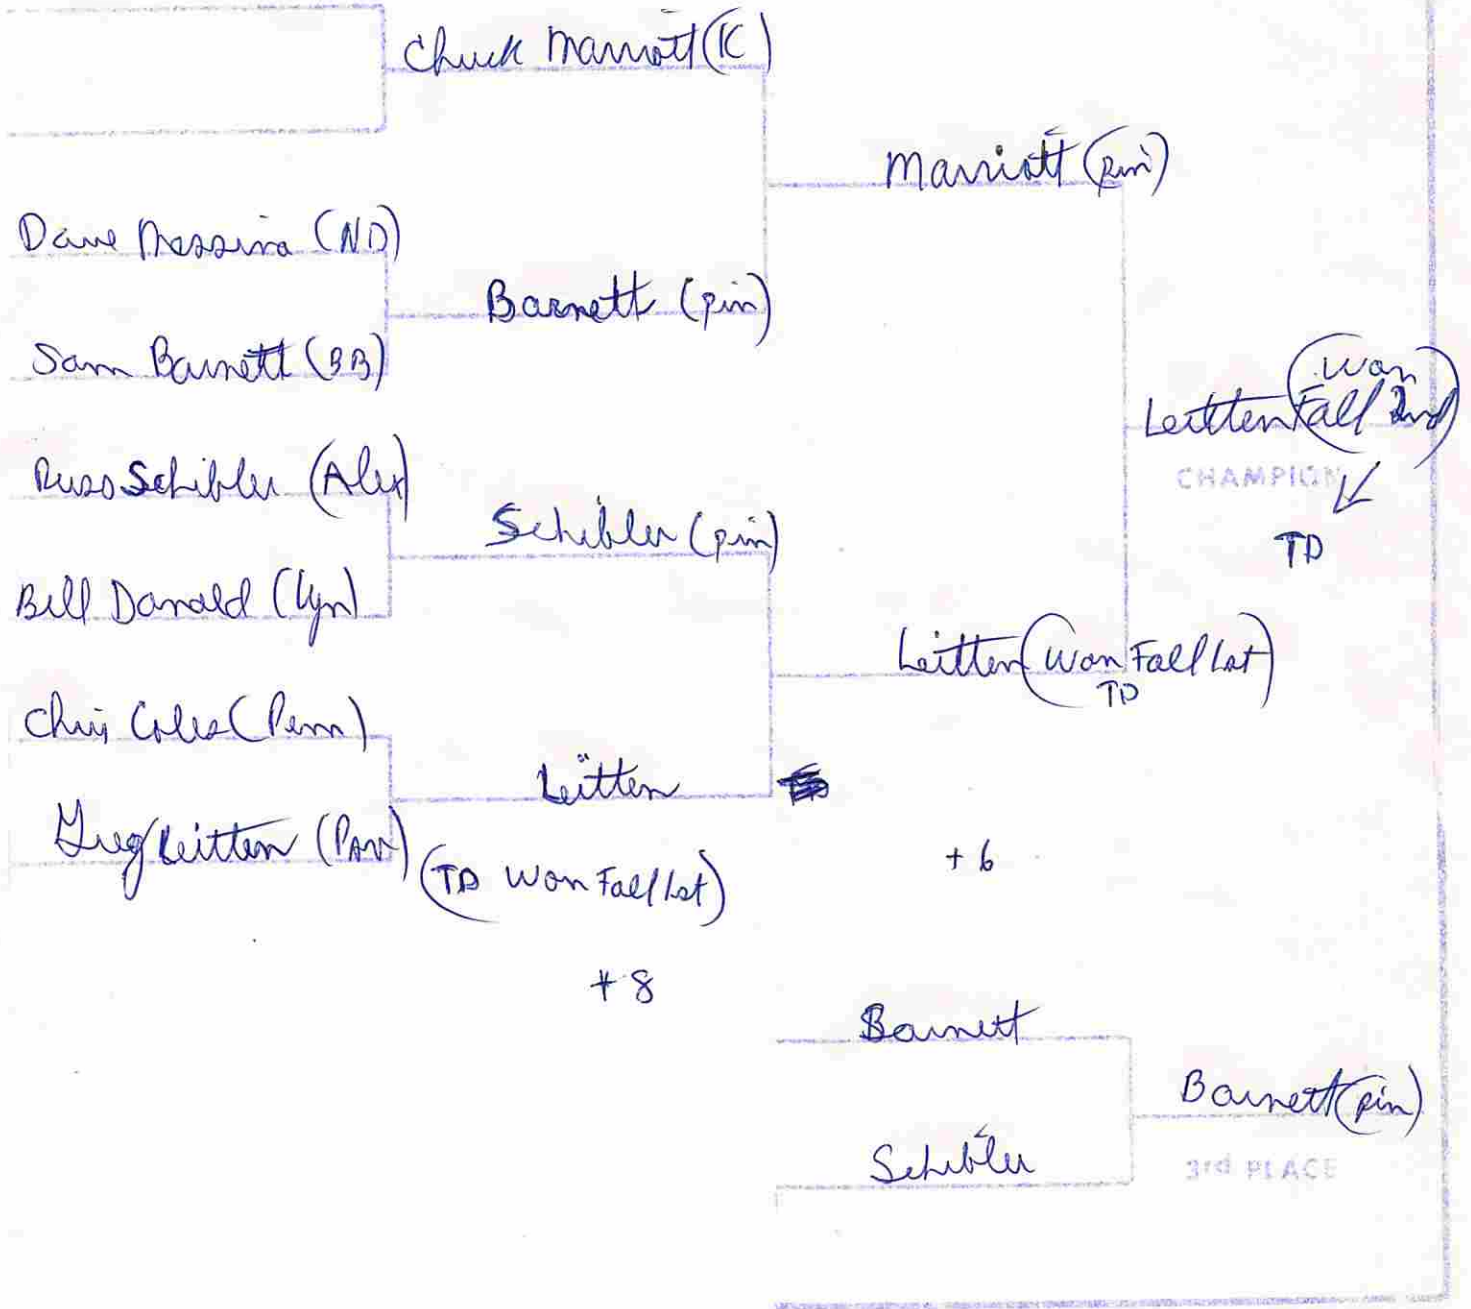 Chuck Marriott (K)
Marriott (pin)
Dave Messina (ND)
Barnett (pin)
Sam Barnett (BB)
Leitten (Won Fall 2nd)
CHAMPION
TD
Russ Schibler (Alex)
Schibler (pin)
Bill Donald (Lyn)
Leitten (Won Fall 1st)
TD
Chris Coles (Pem)
Leitten
Greg Leitten (Pav)
(TD Won Fall 1st)
+6
+8
Barnett
Barnett (pin)
Schibler
3rd PLACE